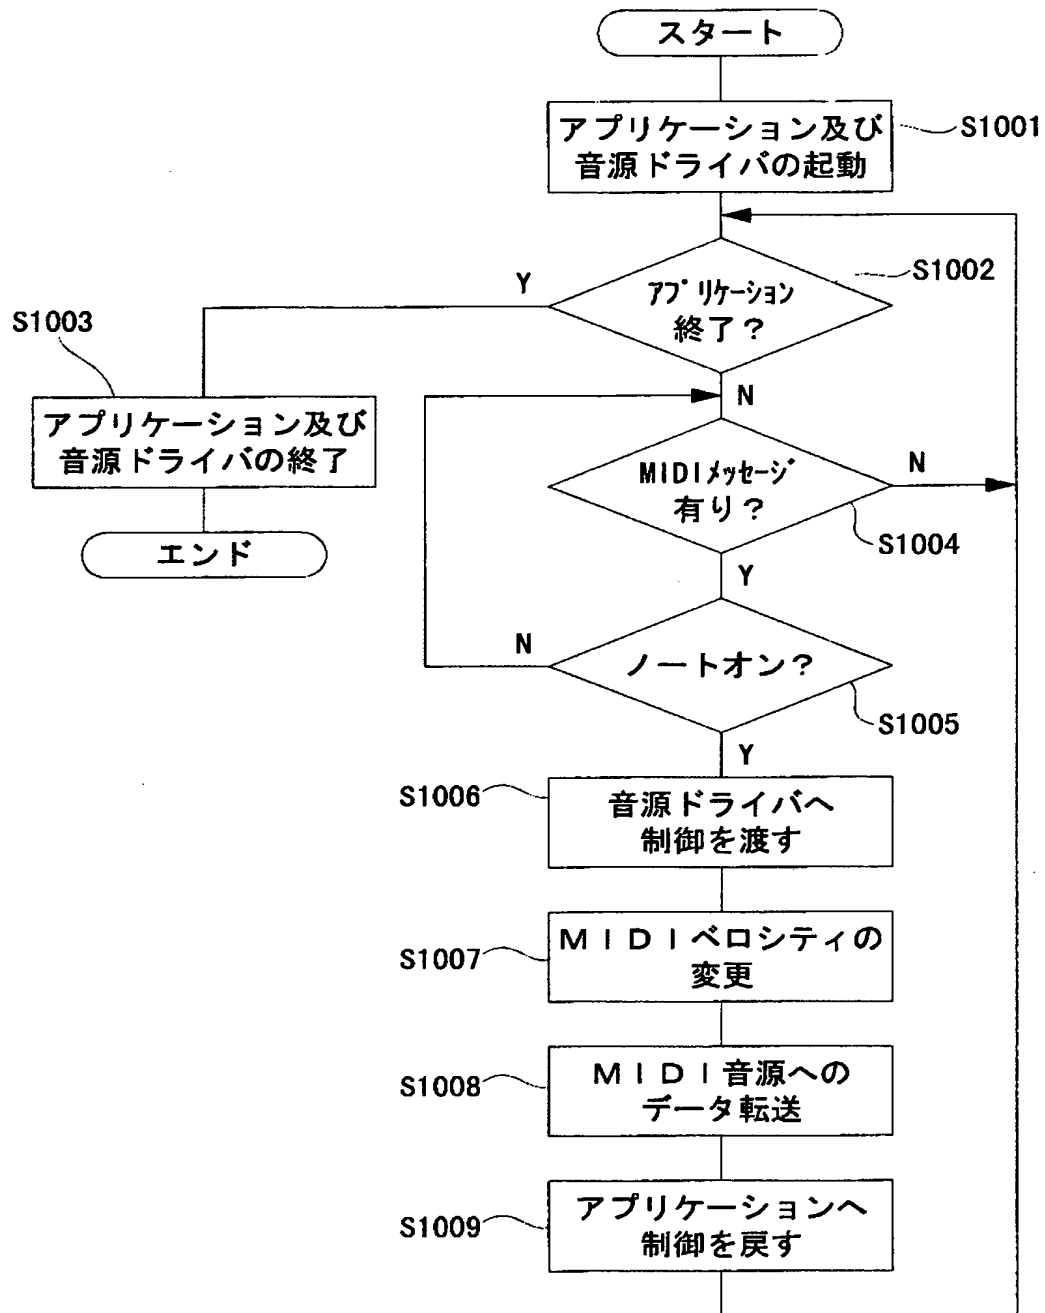 スタート
アプリケーション及び
音源ドライバの起動
S1001
アプリケーション
終了？
S1002
Y
N
S1003
アプリケーション及び
音源ドライバの終了
エンド
MIDIメッセージ
有り？
N
S1004
Y
ノートオン？
N
S1005
Y
S1006
音源ドライバへ
制御を渡す
S1007
ＭＩＤＩベロシティの
変更
S1008
ＭＩＤＩ音源への
データ転送
S1009
アプリケーションへ
制御を戻す